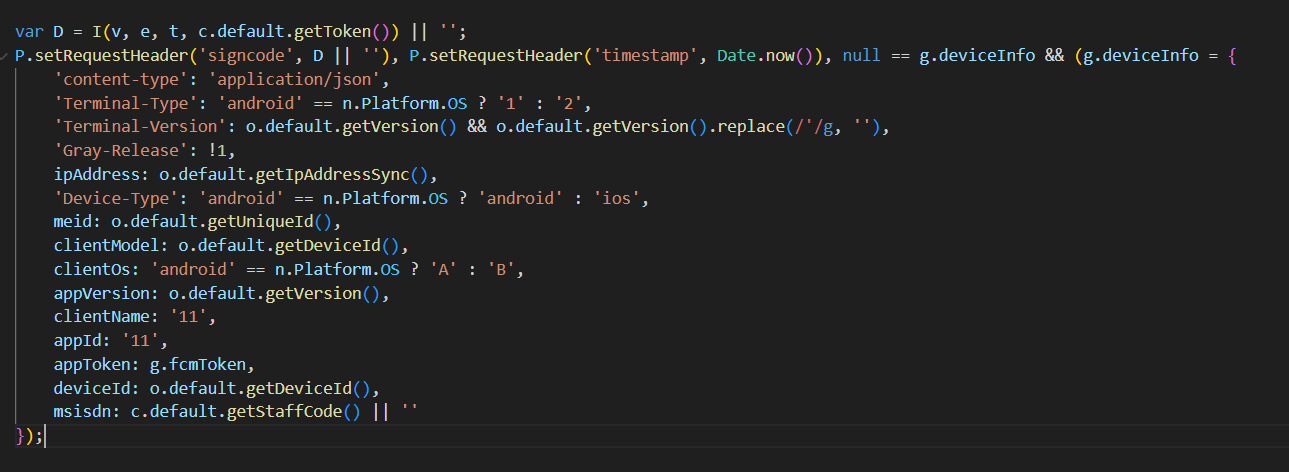 var D = I(v, e, t, c.default.getToken()) || '';
P.setRequestHeader('signcode', D || ''), P.setRequestHeader('timestamp', Date.now()), null == g.deviceInfo && (g.deviceInfo = {
    'content-type': 'application/json',
    'Terminal-Type': 'android' == n.Platform.OS ? '1' : '2',
    'Terminal-Version': o.default.getVersion() && o.default.getVersion().replace(/'/g, ''),
    'Gray-Release': !1,
    ipAddress: o.default.getIpAddressSync(),
    'Device-Type': 'android' == n.Platform.OS ? 'android' : 'ios',
    meid: o.default.getUniqueId(),
    clientModel: o.default.getDeviceId(),
    clientOs: 'android' == n.Platform.OS ? 'A' : 'B',
    appVersion: o.default.getVersion(),
    clientName: '11',
    appId: '11',
    appToken: g.fcmToken,
    deviceId: o.default.getDeviceId(),
    msisdn: c.default.getStaffCode() || ''
});